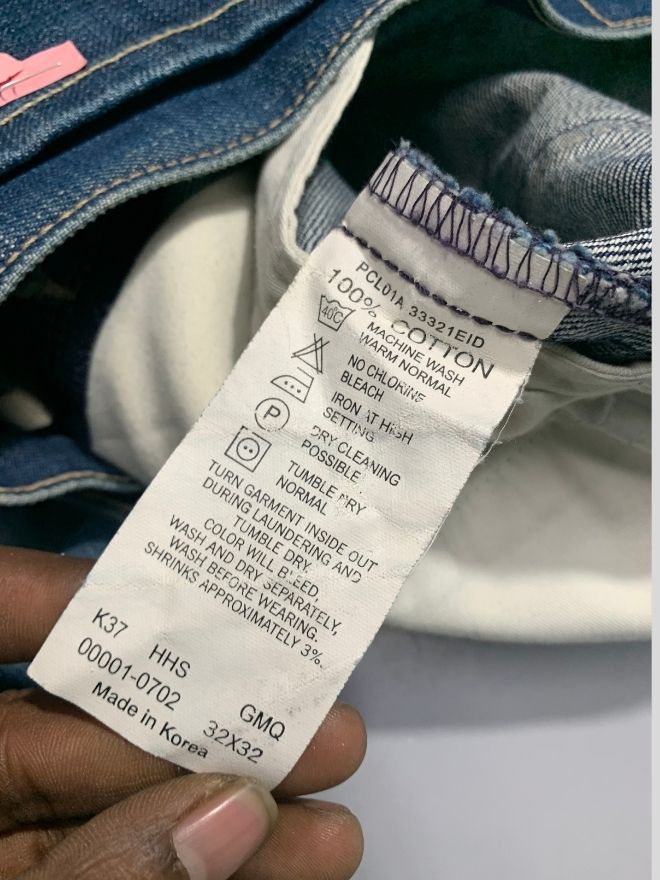 PCL01A 33321EID
100% COTTON
40C
MACHINE WASH
WARM NORMAL
NO CHLORINE
BLEACH
IRON AT HIGH
SETTING
P
DRY CLEANING
POSSIBLE
TUMBLE DRY
NORMAL
TURN GARMENT INSIDE OUT
DURING LAUNDERING AND
TUMBLE DRY.
COLOR WILL BLEED,
WASH AND DRY SEPARATELY,
WASH BEFORE WEARING.
SHRINKS APPROXIMATELY 3%.
K37 HHS GMQ
00001-0702 32X32
Made in Korea